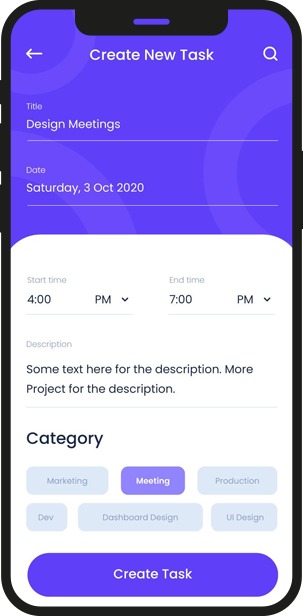 Create New Task
Title
Design Meetings
Date
Saturday, 3 Oct 2020
Start time End time
4:00 PM 7:00 PM
Description
Some text here for the description. More
Project for the description.
Category
Marketing Meeting Production
Dev Dashboard Design UI Design
Create Task